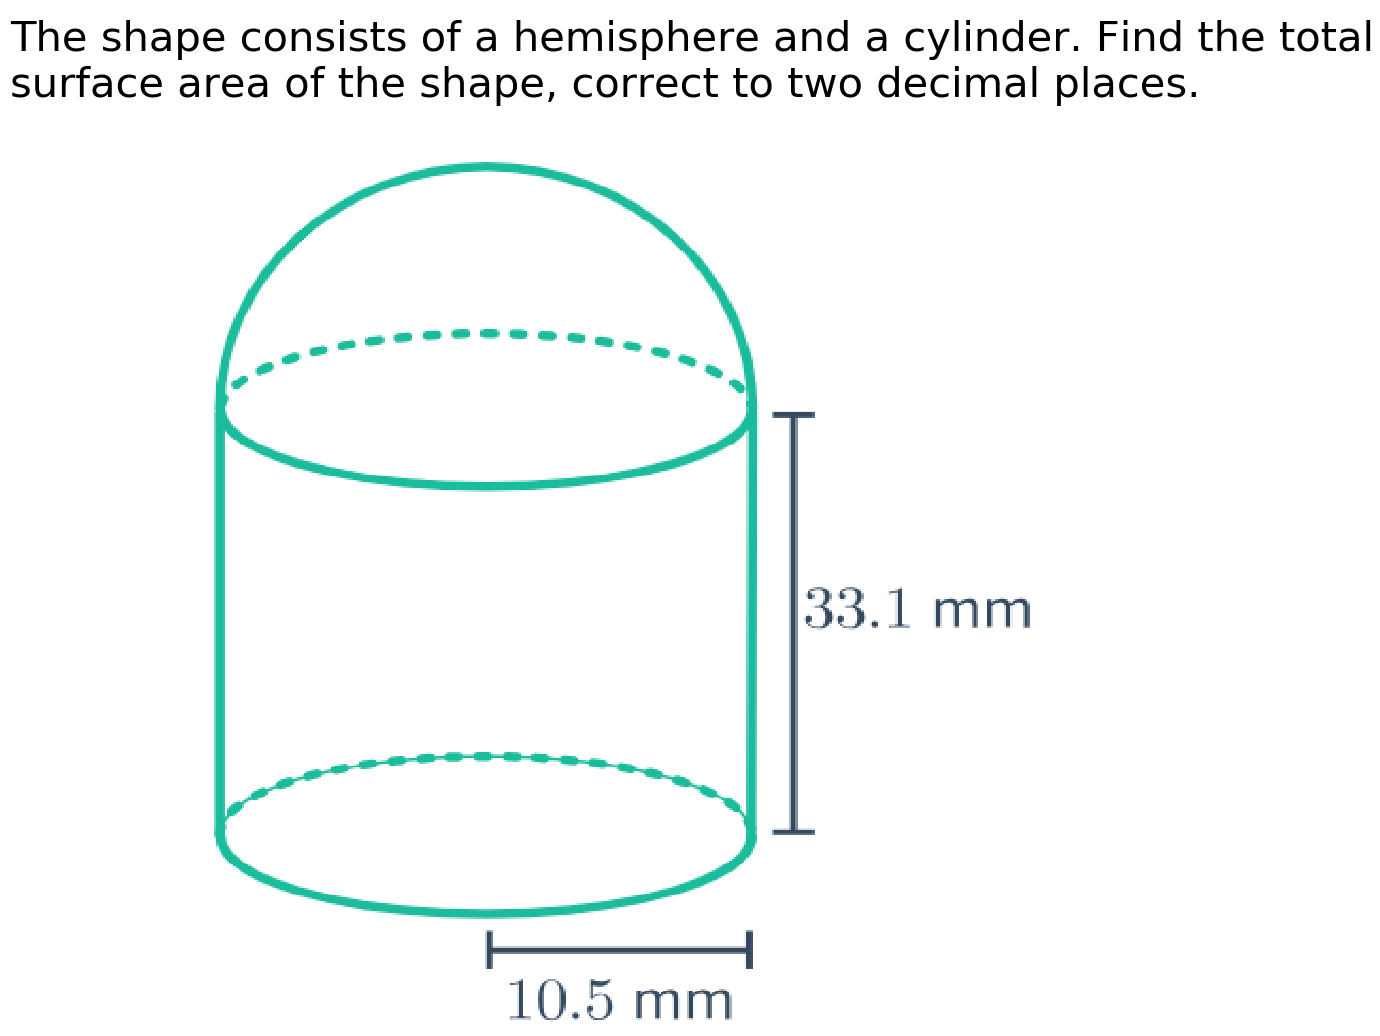 The shape consists of a hemisphere and a cylinder. Find the total
surface area of the shape, correct to two decimal places.
33.1 mm
10.5 mm